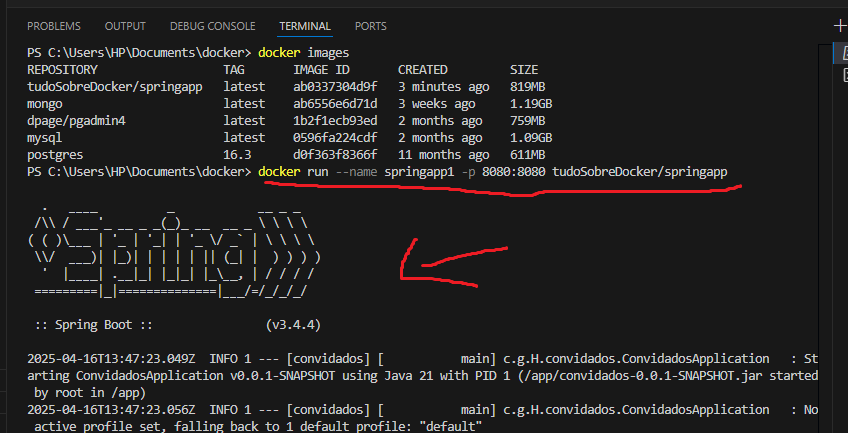 PROBLEMS OUTPUT DEBUG CONSOLE TERMINAL PORTS
PS C:\Users\HP\Documents\docker> docker images
REPOSITORY TAG IMAGE ID CREATED SIZE
tudoSobreDocker/springapp latest ab0337304d9f 3 minutes ago 819MB
mongo latest ab6556e6d71d 3 weeks ago 1.19GB
dpage/pgadmin4 latest 1b2f1ecb93ed 2 months ago 759MB
mysql latest 0596fa224cdf 2 months ago 1.09GB
postgres 16.3 d0f363f8366f 11 months ago 611MB
PS C:\Users\HP\Documents\docker> docker run --name springapp1 -p 8080:8080 tudoSobreDocker/springapp
  .   ____          _            __ _ _
 /\\ / ___'_ __ _ _(_)_ __  __ _ \ \ \ \
( ( )\___ | '_ | '_| | '_ \/ _` | \ \ \ \
 \\/  ___)| |_)| | | | | || (_| |  ) ) ) )
  '  |____| .__|_| |_|_| |_\__, | / / / /
 =========|_|==============|___/=/_/_/_/
:: Spring Boot :: (v3.4.4)
2025-04-16T13:47:23.049Z INFO 1 --- [convidados] [ main] c.g.H.convidados.ConvidadosApplication : St
arting ConvidadosApplication v0.0.1-SNAPSHOT using Java 21 with PID 1 (/app/convidados-0.0.1-SNAPSHOT.jar started
by root in /app)
2025-04-16T13:47:23.056Z INFO 1 --- [convidados] [ main] c.g.H.convidados.ConvidadosApplication : No
active profile set, falling back to 1 default profile: "default"